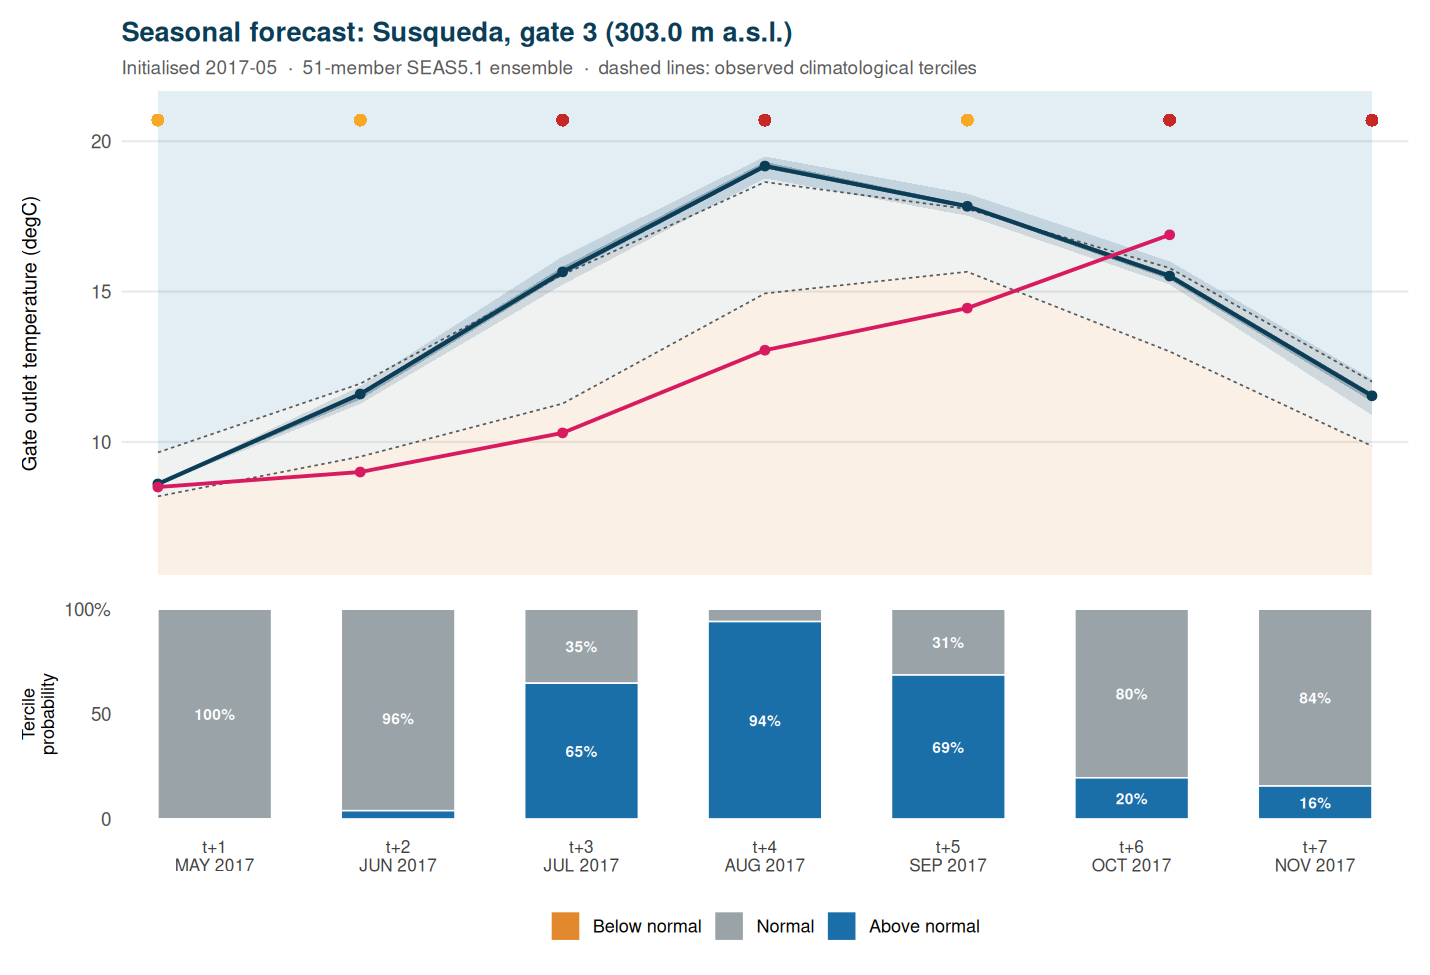 Seasonal forecast: Susqueda, gate 3 (303.0 m a.s.l.)
Initialised 2017-05 · 51-member SEAS5.1 ensemble · dashed lines: observed climatological terciles
Gate outlet temperature (degC)
20
15
10
Tercile
probability
100%
50
0
100%
96%
35%
65%
94%
31%
69%
80%
20%
84%
16%
t+1
MAY 2017
t+2
JUN 2017
t+3
JUL 2017
t+4
AUG 2017
t+5
SEP 2017
t+6
OCT 2017
t+7
NOV 2017
Below normal
Normal
Above normal